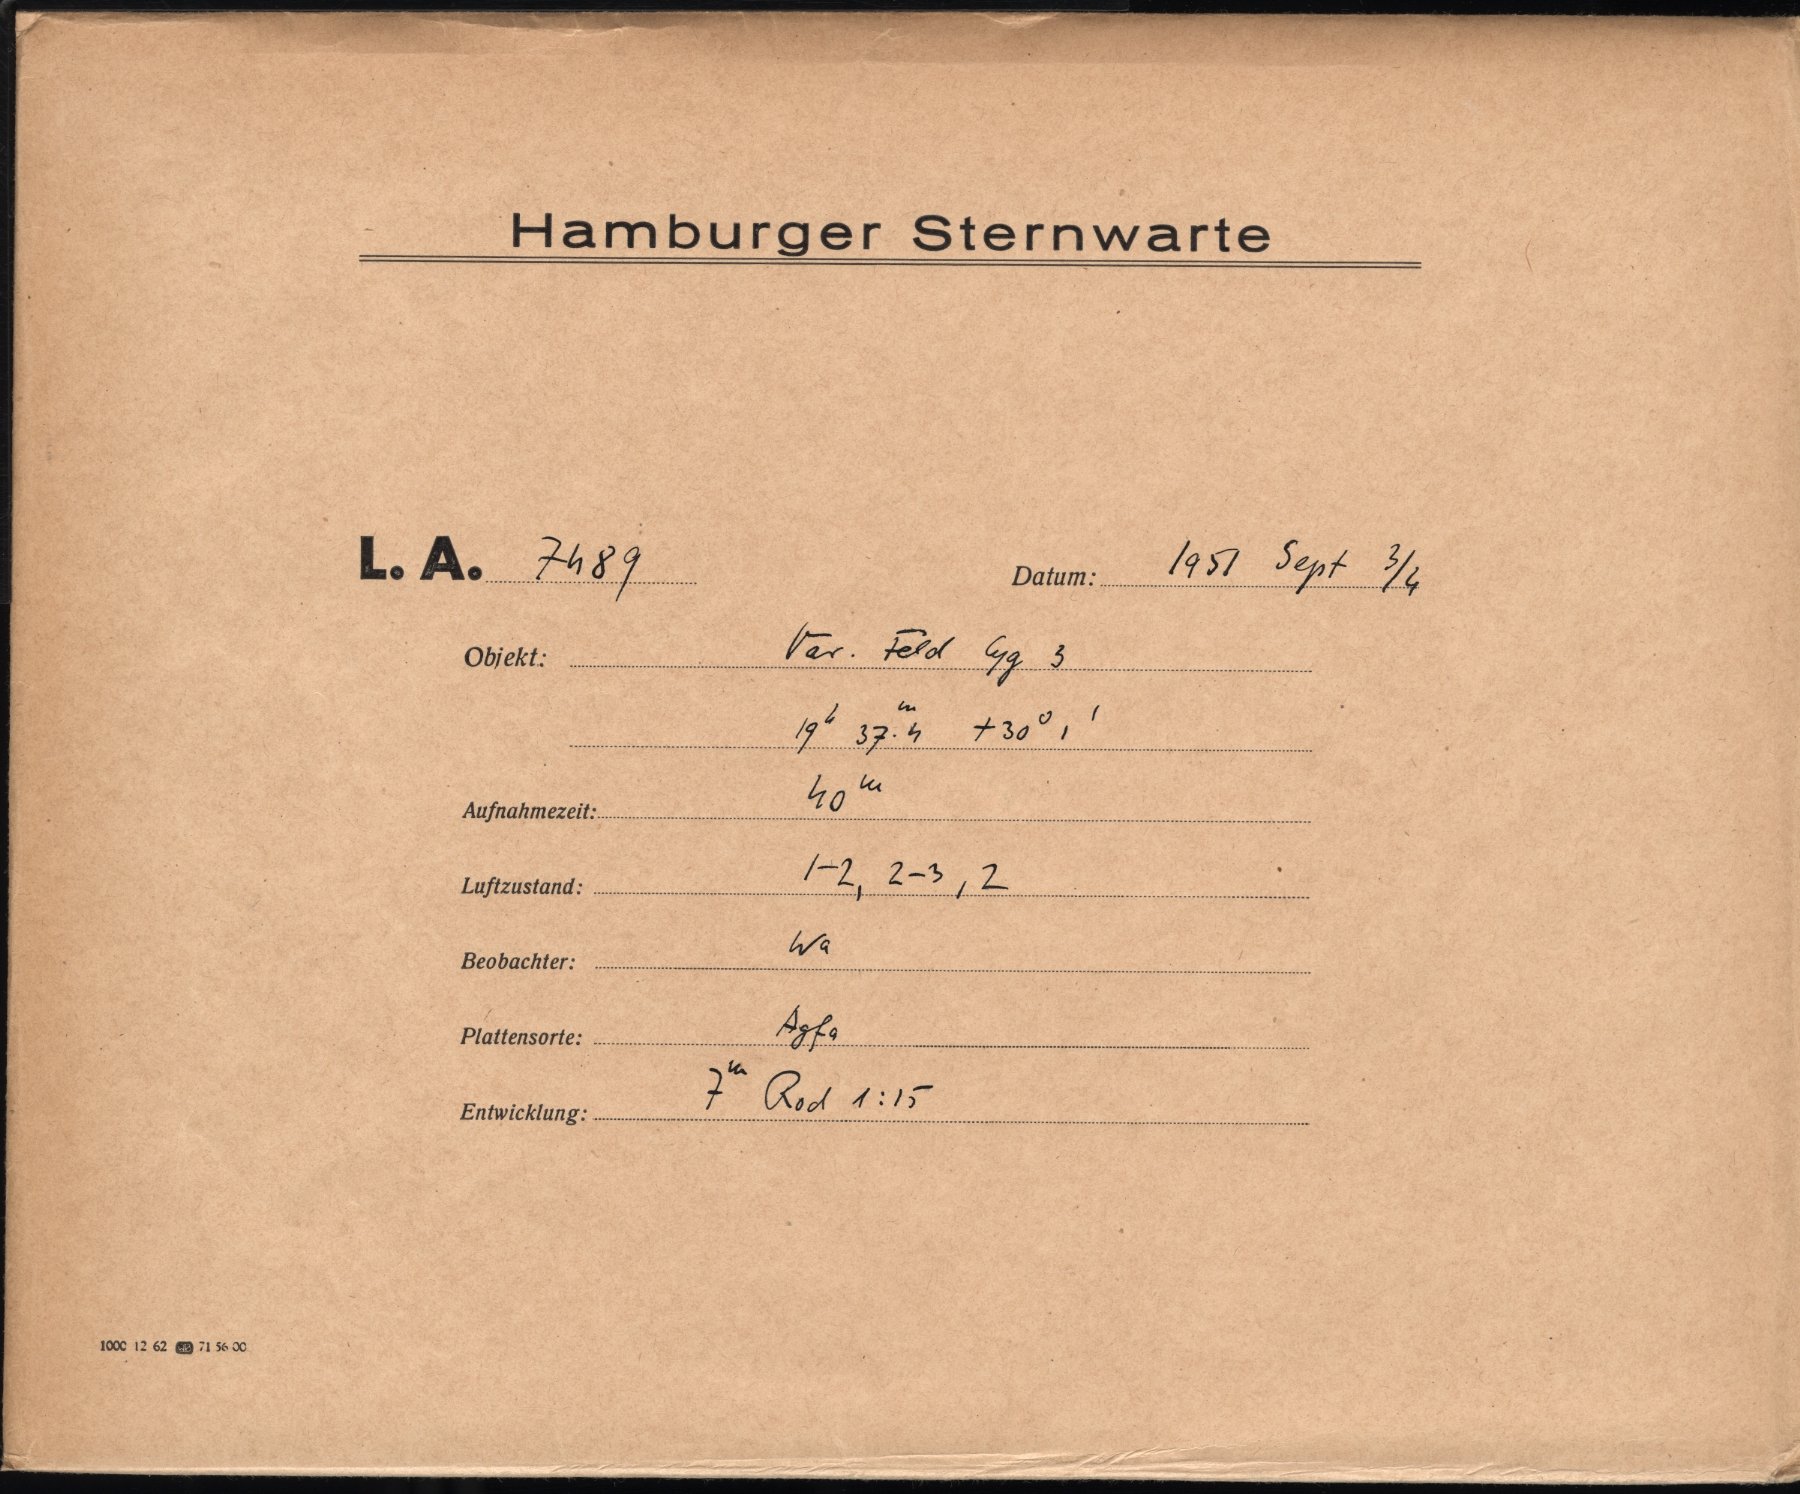 Hamburger Sternwarte
L. A. 7489 Datum: 1951 Sept 3/4
Objekt: Var. Feld Cyg 3
19ʰ 37.ᵐ4 +30° 1'
Aufnahmezeit: 40ᵐ
Luftzustand: 1-2, 2-3, 2
Beobachter: Wa
Plattensorte: Agfa
Entwicklung: 7ᵐ Rod 1:15
1000 12 62 71 56 00